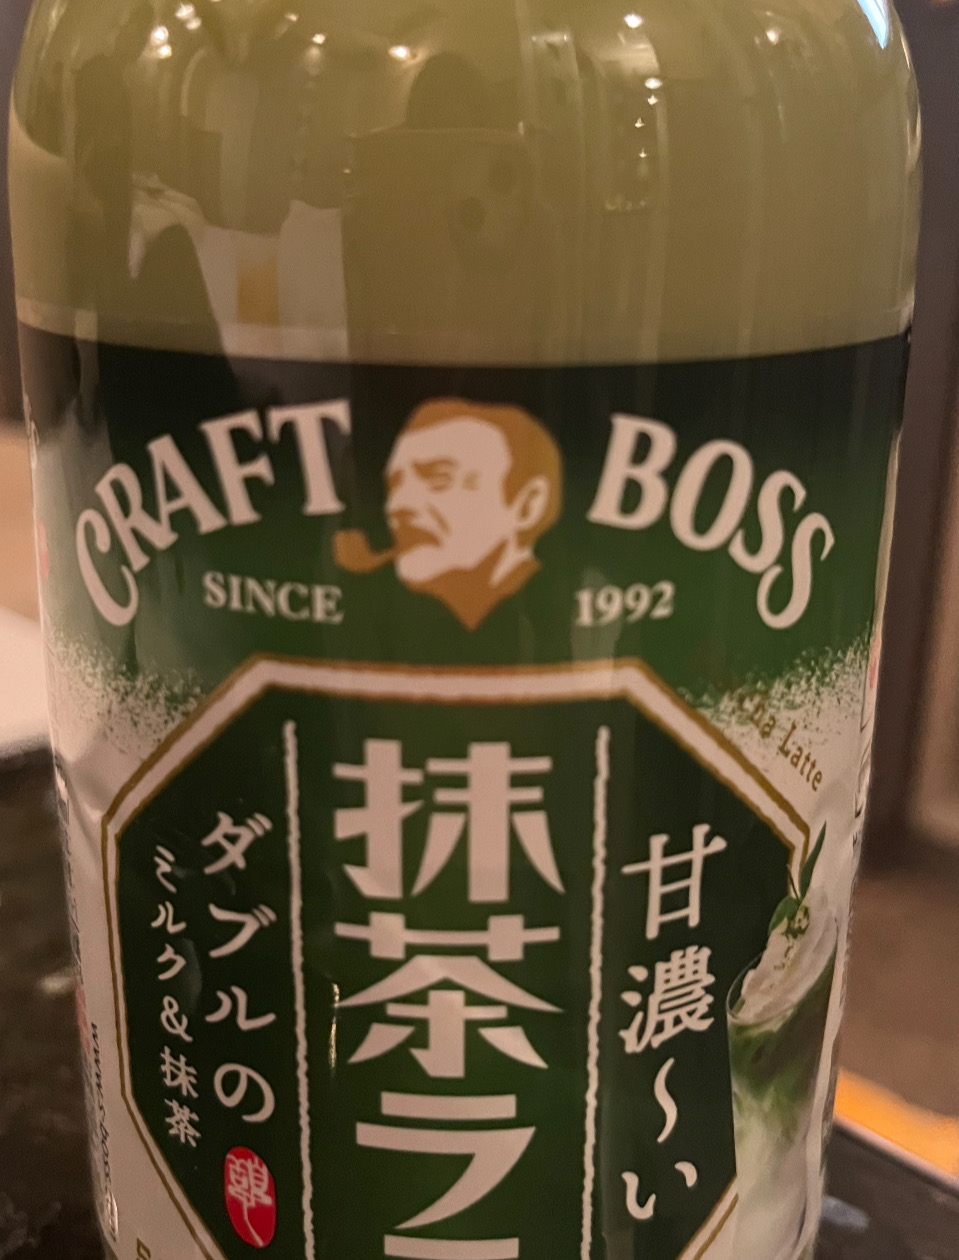 CRAFT BOSS
SINCE 1992
Latte
甘濃〜い
抹茶ラ
ダブルの
ミルク&抹茶